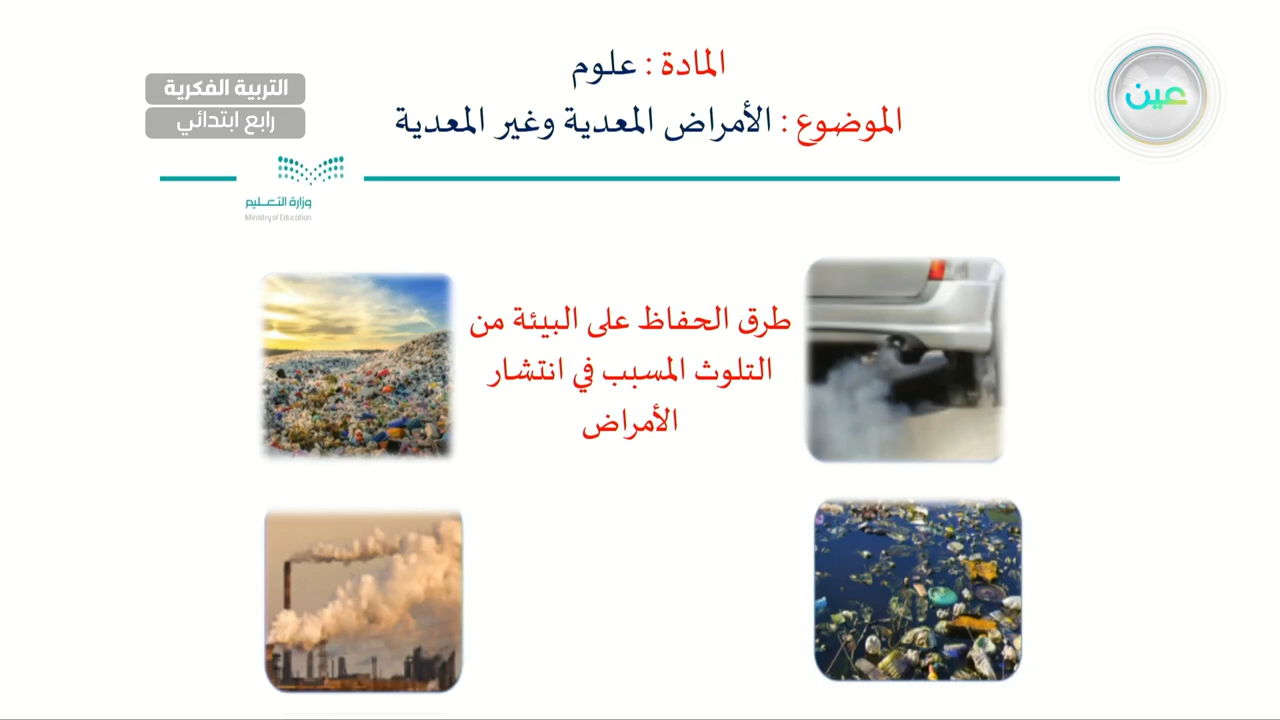 المادة : علوم
الموضوع : الأمراض المعدية وغير المعدية
التربية الفكرية
رابع ابتدائي
عين
وزارة التعليم
Ministry of Education
طرق الحفاظ على البيئة من
التلوث المسبب في انتشار
الأمراض